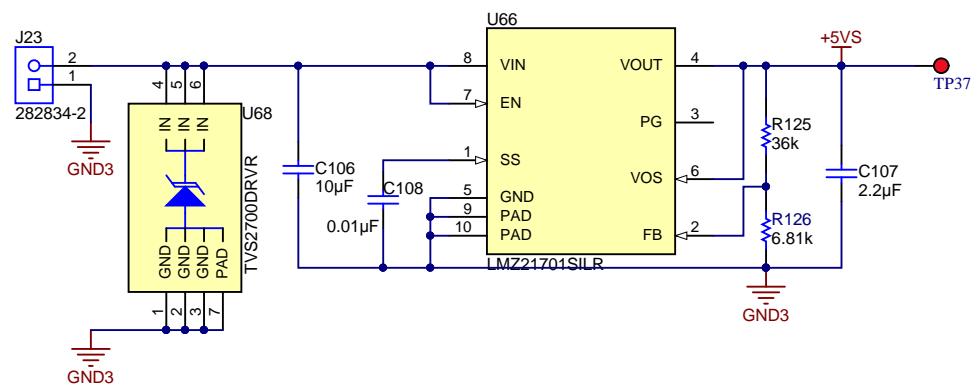 U66
J23
+5VS
2
8
VIN
VOUT
4
TP37
1
4
5
6
7
EN
282834-2
U68
IN
IN
IN
PG
3
R125
36k
GND3
1
SS
C106
10µF
C108
0.01µF
5
GND
VOS
6
C107
2.2µF
9
PAD
10
PAD
FB
2
R126
6.81k
TVS2700DRVR
GND
GND
GND
PAD
LMZ21701SILR
1
2
3
7
GND3
GND3